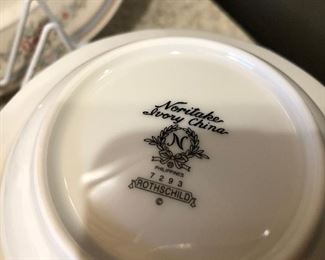 Noritake
Ivory China
N
PHILIPPINES
7293
ROTHSCHILD
©